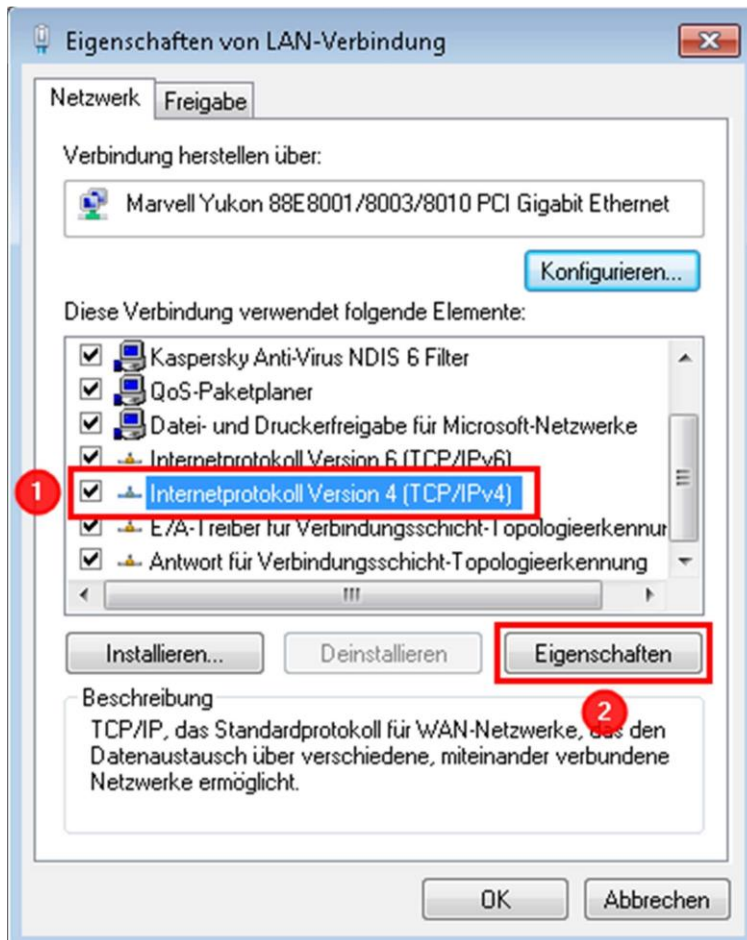 Eigenschaften von LAN-Verbindung
Netzwerk
Freigabe
Verbindung herstellen über:
Marvell Yukon 88E8001/8003/8010 PCI Gigabit Ethernet
Konfigurieren...
Diese Verbindung verwendet folgende Elemente:
Kaspersky Anti-Virus NDIS 6 Filter
QoS-Paketplaner
Datei- und Druckerfreigabe für Microsoft-Netzwerke
Internetprotokoll Version 6 (TCP/IPv6)
1
Internetprotokoll Version 4 (TCP/IPv4)
E/A-Treiber für Verbindungsschicht-Topologieerkennur
Antwort für Verbindungsschicht-Topologieerkennung
Installieren...
Deinstallieren
Eigenschaften
2
Beschreibung
TCP/IP, das Standardprotokoll für WAN-Netzwerke, das den
Datenaustausch über verschiedene, miteinander verbundene
Netzwerke ermöglicht.
OK
Abbrechen